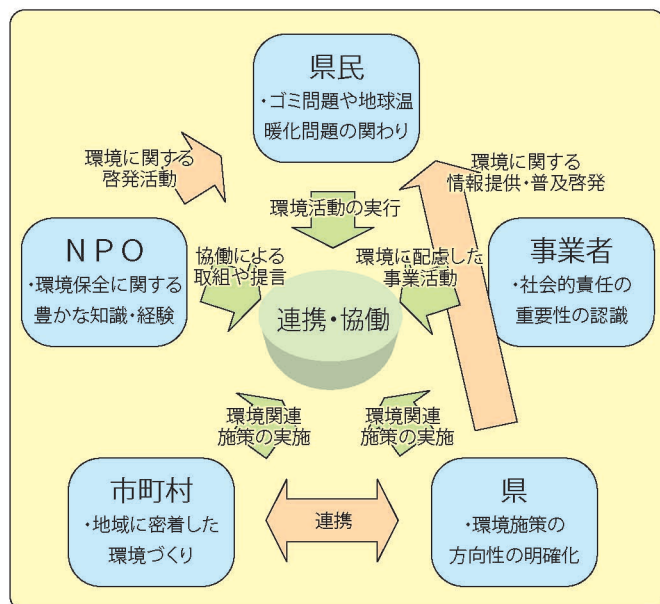 県民
・ゴミ問題や地球温
暖化問題の関わり
環境に関する
啓発活動
環境に関する
情報提供・普及啓発
環境活動の実行
NPO
・環境保全に関する
豊かな知識・経験
協働による
取組や提言
環境に配慮した
事業活動
事業者
・社会的責任の
重要性の認識
連携・協働
環境関連
施策の実施
環境関連
施策の実施
市町村
・地域に密着した
環境づくり
連携
県
・環境施策の
方向性の明確化